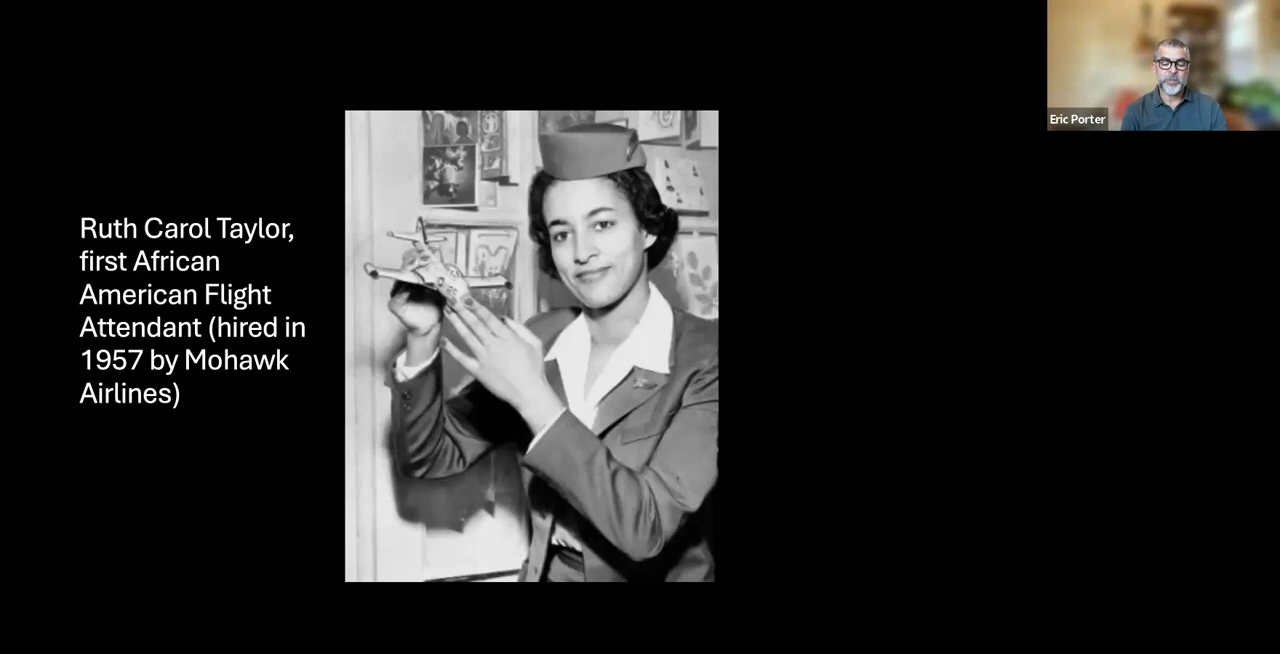 Ruth Carol Taylor,
first African
American Flight
Attendant (hired in
1957 by Mohawk
Airlines)
Eric Porter